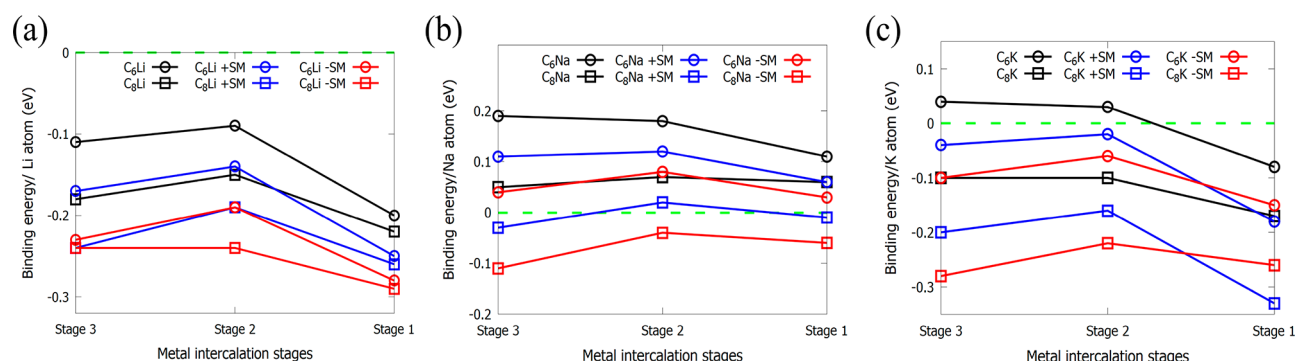 (a)
0
-0.1
-0.2
-0.3
Binding energy/ Li atom (eV)
C₆Li C₆Li +SM C₆Li -SM
C₈Li C₈Li +SM C₈Li -SM
Stage 3 Stage 2 Stage 1
Metal intercalation stages
(b)
0.2
0.1
0
-0.1
-0.2
Binding energy/Na atom (eV)
C₆Na C₆Na +SM C₆Na -SM
C₈Na C₈Na +SM C₈Na -SM
Stage 3 Stage 2 Stage 1
Metal intercalation stages
(c)
0.1
0
-0.1
-0.2
-0.3
Binding energy/K atom (eV)
C₆K C₆K +SM C₆K -SM
C₈K C₈K +SM C₈K -SM
Stage 3 Stage 2 Stage 1
Metal intercalation stages